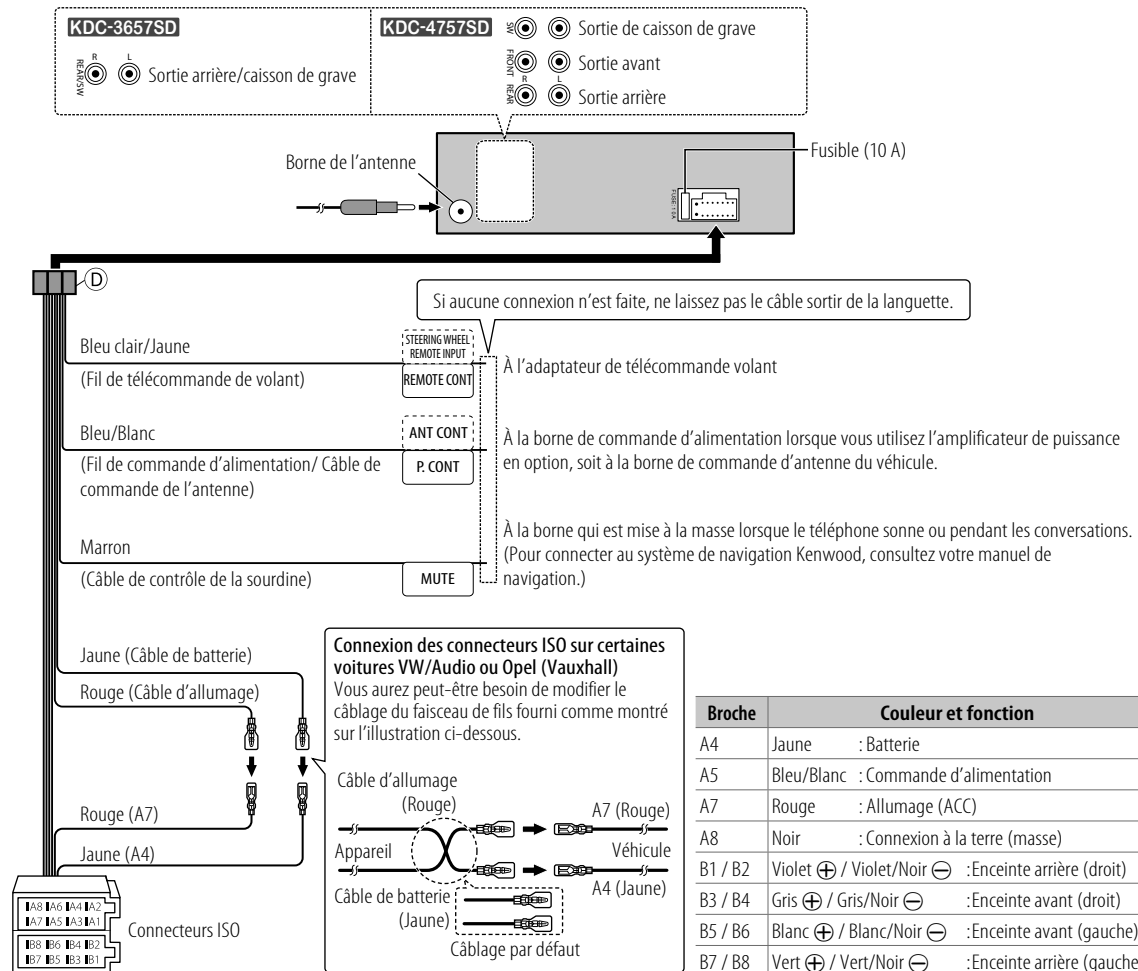 KDC-3657SD
R L
REAR/SW
Sortie arrière/caisson de grave
KDC-4757SD
SW
Sortie de caisson de grave
FRONT
Sortie avant
R L
REAR
Sortie arrière
Borne de l'antenne
Fusible (10 A)
FUSE 10A
D
Si aucune connexion n'est faite, ne laissez pas le câble sortir de la languette.
Bleu clair/Jaune
(Fil de télécommande de volant)
STEERING WHEEL
REMOTE INPUT
REMOTE CONT
À l'adaptateur de télécommande volant
Bleu/Blanc
(Fil de commande d'alimentation/ Câble de
commande de l'antenne)
ANT CONT
P. CONT
À la borne de commande d'alimentation lorsque vous utilisez l'amplificateur de puissance
en option, soit à la borne de commande d'antenne du véhicule.
Marron
(Câble de contrôle de la sourdine)
MUTE
À la borne qui est mise à la masse lorsque le téléphone sonne ou pendant les conversations.
(Pour connecter au système de navigation Kenwood, consultez votre manuel de
navigation.)
Jaune (Câble de batterie)
Rouge (Câble d'allumage)
Rouge (A7)
Jaune (A4)
A8 A6 A4 A2
A7 A5 A3 A1
B8 B6 B4 B2
B7 B5 B3 B1
Connecteurs ISO
Connexion des connecteurs ISO sur certaines
voitures VW/Audio ou Opel (Vauxhall)
Vous aurez peut-être besoin de modifier le
câblage du faisceau de fils fourni comme montré
sur l'illustration ci-dessous.
Câble d'allumage
(Rouge)
A7 (Rouge)
Appareil
Véhicule
Câble de batterie
(Jaune)
A4 (Jaune)
Câblage par défaut
Broche Couleur et fonction
A4 Jaune : Batterie
A5 Bleu/Blanc : Commande d'alimentation
A7 Rouge : Allumage (ACC)
A8 Noir : Connexion à la terre (masse)
B1 / B2 Violet ⊕ / Violet/Noir ⊖ : Enceinte arrière (droit)
B3 / B4 Gris ⊕ / Gris/Noir ⊖ : Enceinte avant (droit)
B5 / B6 Blanc ⊕ / Blanc/Noir ⊖ : Enceinte avant (gauche)
B7 / B8 Vert ⊕ / Vert/Noir ⊖ : Enceinte arrière (gauche